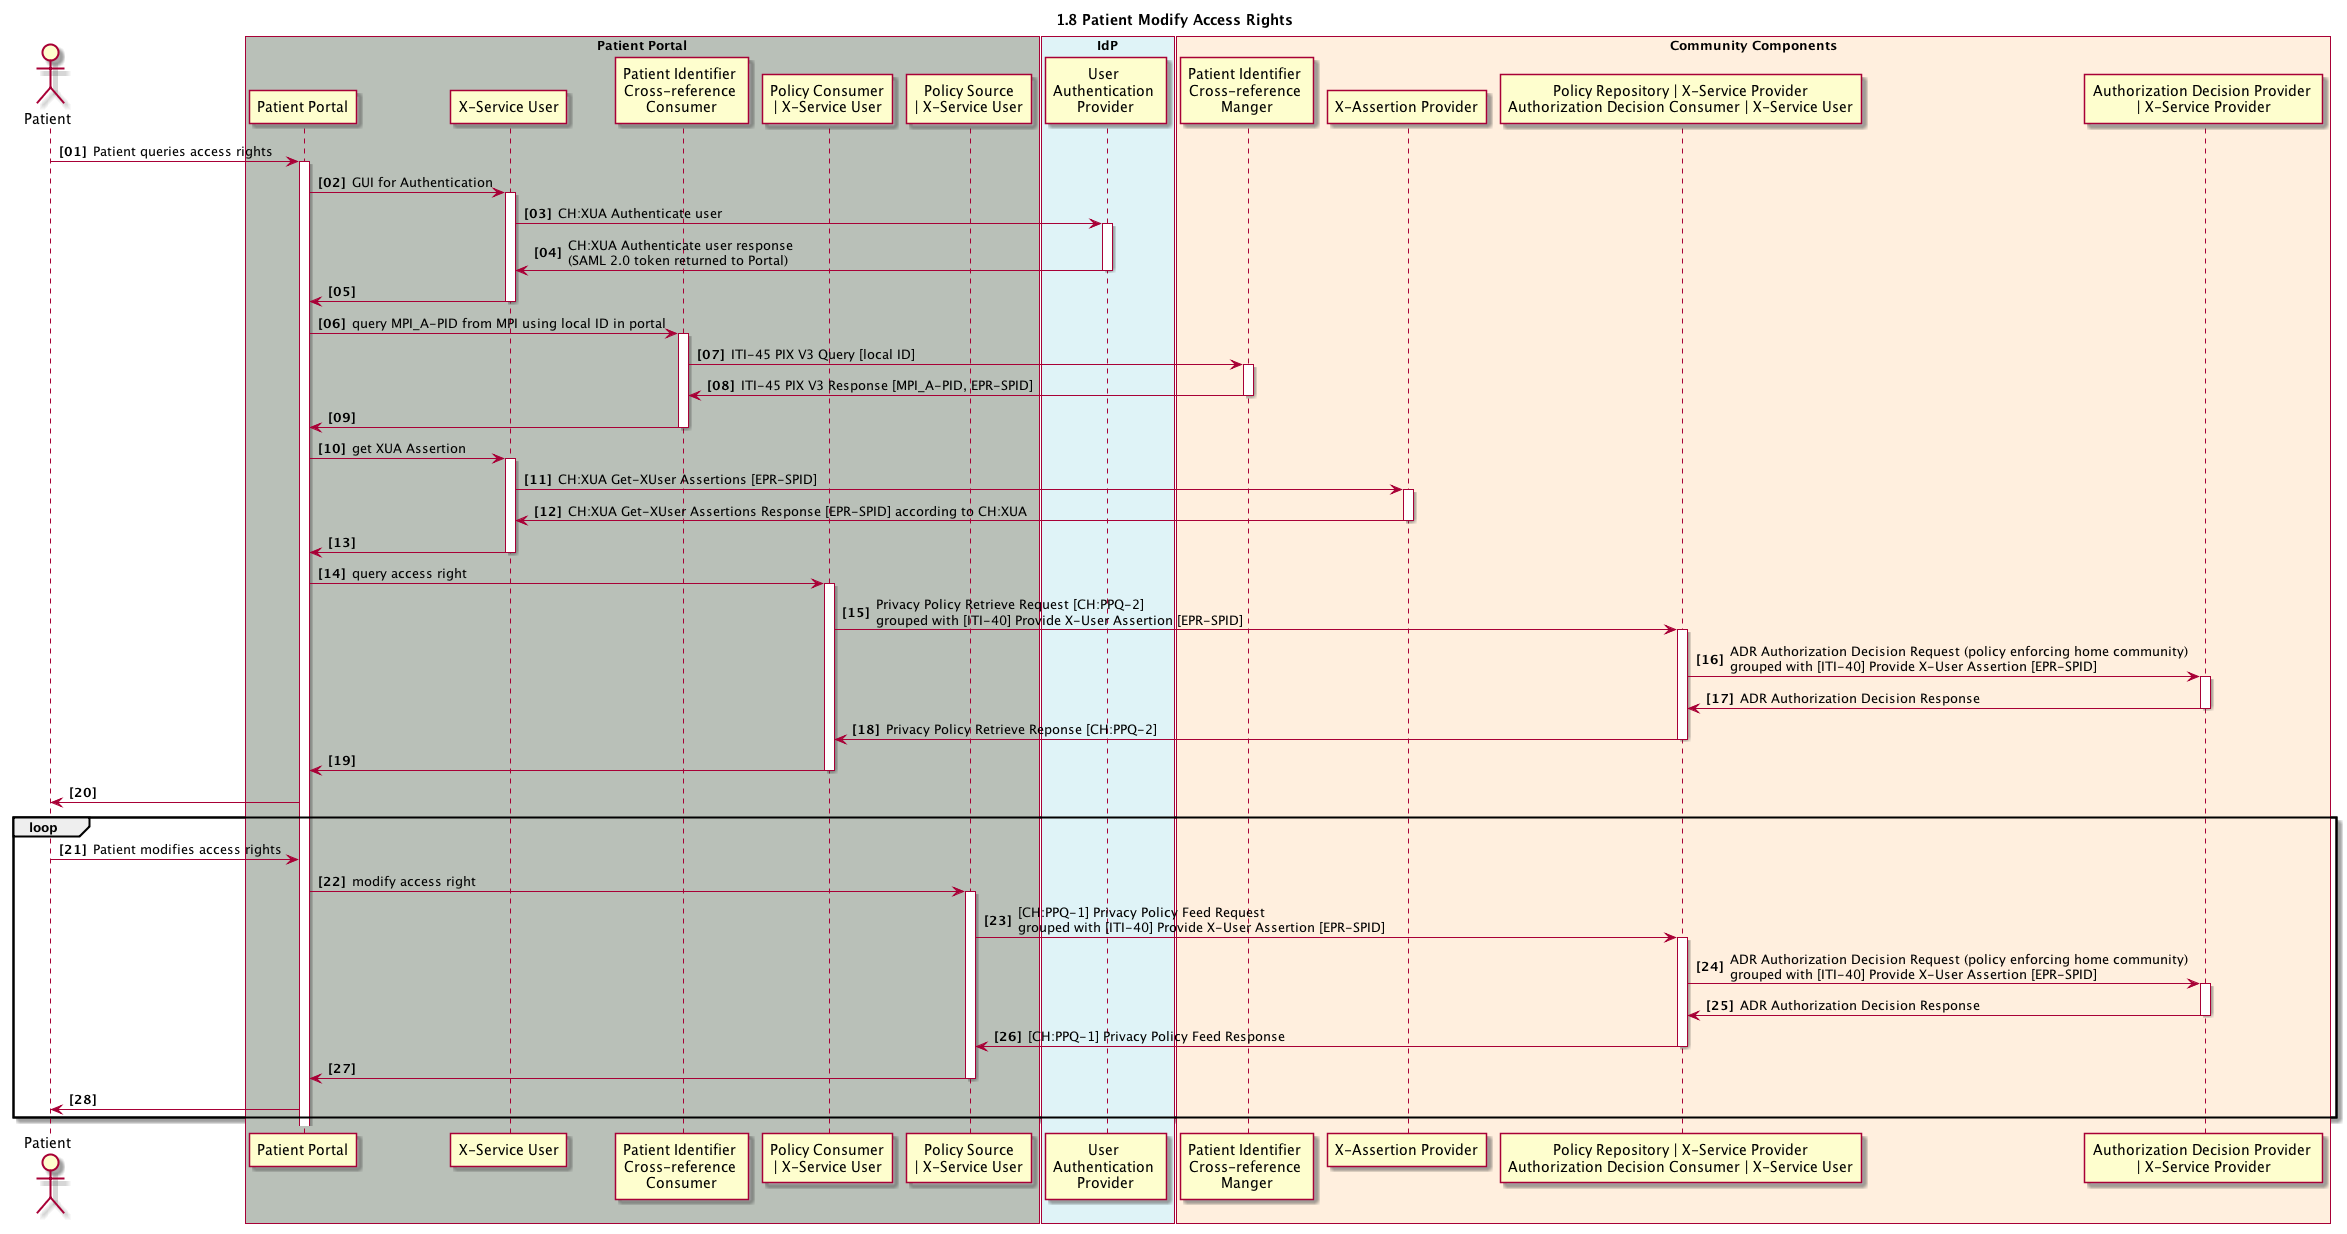 1.8 Patient Modify Access Rights
Patient Portal
IdP
Community Components
Patient
Patient Portal
X-Service User
Patient Identifier
Cross-reference
Consumer
Policy Consumer
| X-Service User
Policy Source
| X-Service User
User
Authentication
Provider
Patient Identifier
Cross-reference
Manger
X-Assertion Provider
Policy Repository | X-Service Provider
Authorization Decision Consumer | X-Service User
Authorization Decision Provider
| X-Service Provider
[01] Patient queries access rights
[02] GUI for Authentication
[03] CH:XUA Authenticate user
[04] CH:XUA Authenticate user response
(SAML 2.0 token returned to Portal)
[05]
[06] query MPI_A-PID from MPI using local ID in portal
[07] ITI-45 PIX V3 Query [local ID]
[08] ITI-45 PIX V3 Response [MPI_A-PID, EPR-SPID]
[09]
[10] get XUA Assertion
[11] CH:XUA Get-XUser Assertions [EPR-SPID]
[12] CH:XUA Get-XUser Assertions Response [EPR-SPID] according to CH:XUA
[13]
[14] query access right
[15] Privacy Policy Retrieve Request [CH:PPQ-2]
grouped with [ITI-40] Provide X-User Assertion [EPR-SPID]
[16] ADR Authorization Decision Request (policy enforcing home community)
grouped with [ITI-40] Provide X-User Assertion [EPR-SPID]
[17] ADR Authorization Decision Response
[18] Privacy Policy Retrieve Reponse [CH:PPQ-2]
[19]
[20]
loop
[21] Patient modifies access rights
[22] modify access right
[23] [CH:PPQ-1] Privacy Policy Feed Request
grouped with [ITI-40] Provide X-User Assertion [EPR-SPID]
[24] ADR Authorization Decision Request (policy enforcing home community)
grouped with [ITI-40] Provide X-User Assertion [EPR-SPID]
[25] ADR Authorization Decision Response
[26] [CH:PPQ-1] Privacy Policy Feed Response
[27]
[28]
Patient
Patient Portal
X-Service User
Patient Identifier
Cross-reference
Consumer
Policy Consumer
| X-Service User
Policy Source
| X-Service User
User
Authentication
Provider
Patient Identifier
Cross-reference
Manger
X-Assertion Provider
Policy Repository | X-Service Provider
Authorization Decision Consumer | X-Service User
Authorization Decision Provider
| X-Service Provider